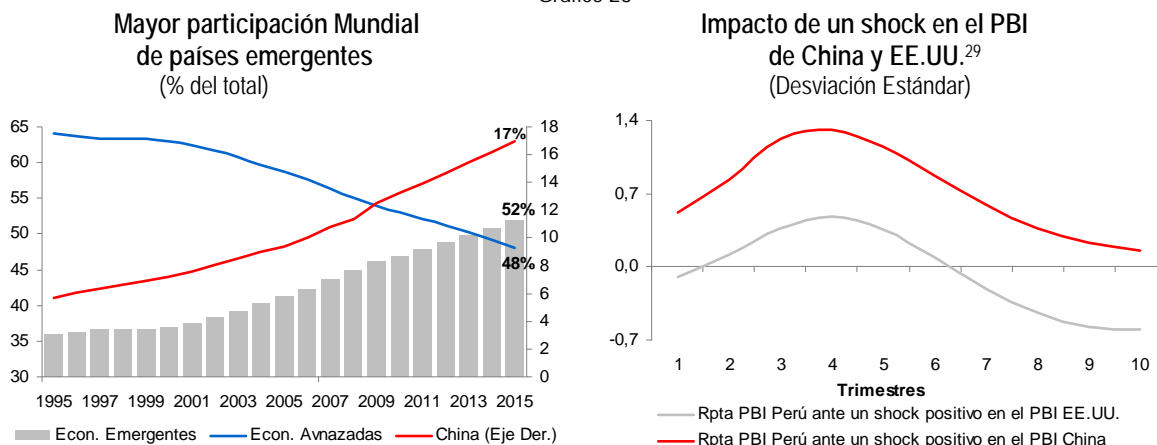 Mayor participación Mundial
de países emergentes
(% del total)
65
60
55
50
45
40
35
30
18
16
14
12
10
8
6
4
2
0
17%
52%
48%
1995 1997 1999 2001 2003 2005 2007 2009 2011 2013 2015
Econ. Emergentes Econ. Avnazadas China (Eje Der.)
Impacto de un shock en el PBI
de China y EE.UU.29
(Desviación Estándar)
1,4
0,7
0,0
-0,7
1 2 3 4 5 6 7 8 9 10
Trimestres
Rpta PBI Perú ante un shock positivo en el PBI EE.UU.
Rpta PBI Perú ante un shock positivo en el PBI China